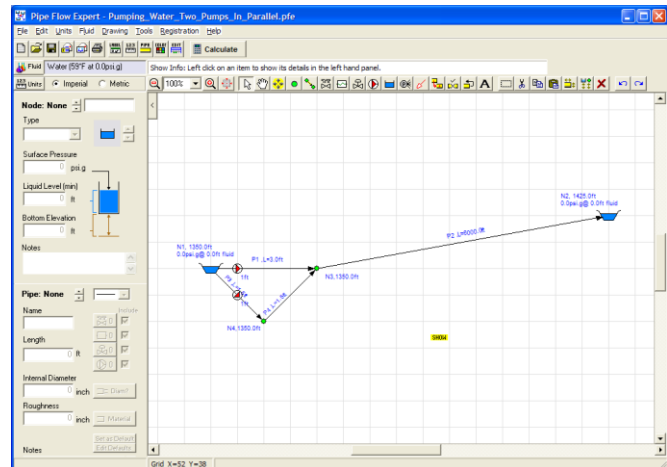 Pipe Flow Expert - Pumping_Water_Two_Pumps_In_Parallel.pfe
File Edit Units Fluid Drawing Tools Registration Help
Calculate
Fluid Water (59°F at 0.0psi.g) Show Info: Left click on an item to show its details in the left hand panel.
Units Imperial Metric 100% A
Node: None
Type
Surface Pressure
0 psi.g
Liquid Level (min)
0 ft
Bottom Elevation
0 ft
Notes
Pipe: None
Name Include
Length
0 ft
Internal Diameter
0 inch Diam?
Roughness
0 inch Material
Set as Default
Notes Edit Defaults
N2, 1425.0ft
0.0psi.g@ 0.0ft fluid
P2 ,L=6000.0ft
N1, 1350.0ft
0.0psi.g@ 0.0ft fluid
P1 ,L=3.0ft
1ft
N3,1350.0ft
1ft
N4,1350.0ft
SHOW
Grid X=52 Y=38